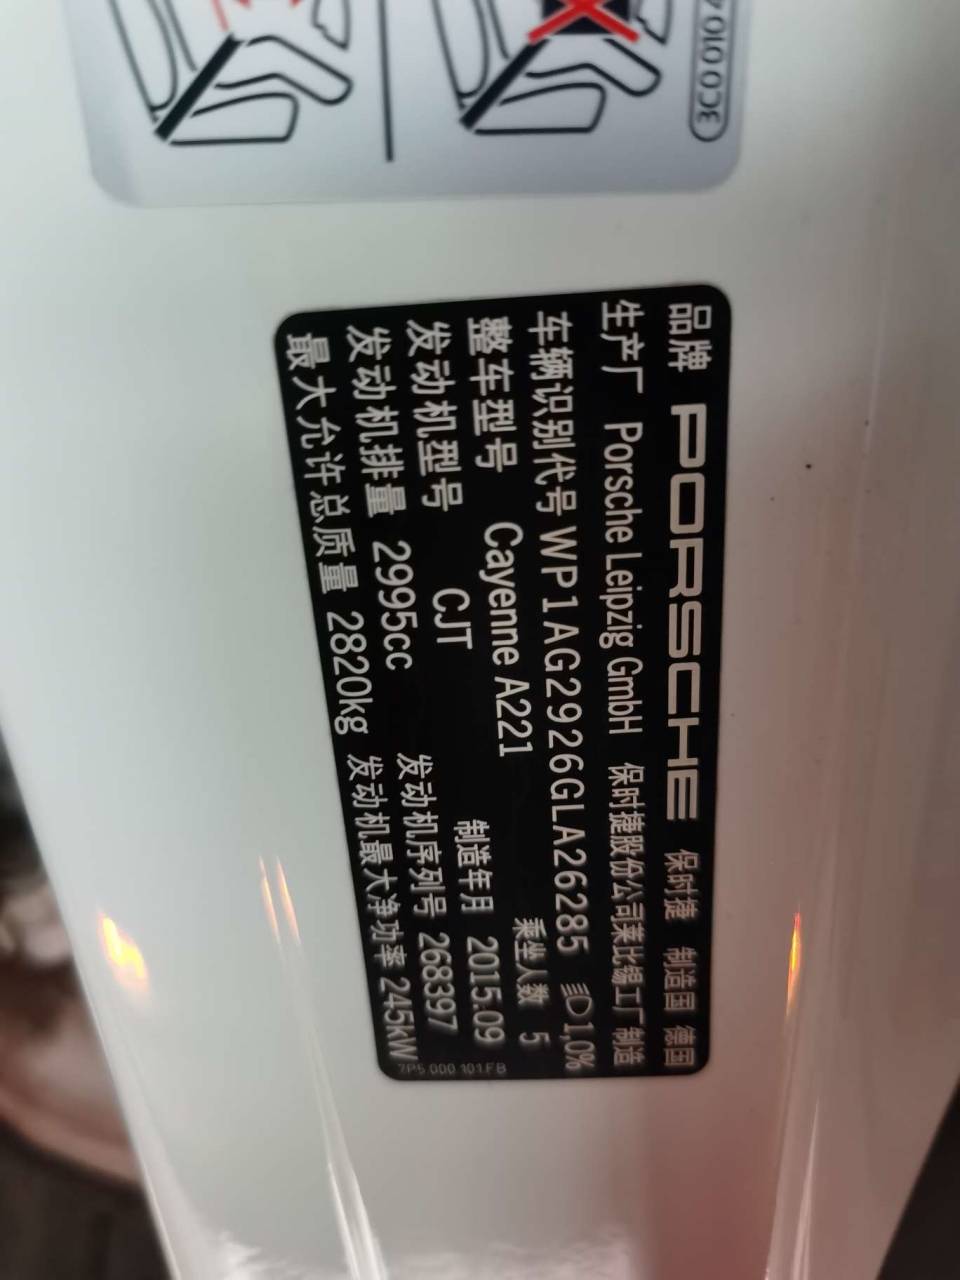 3C0 010
品牌 PORSCHE 保时捷 制造国 德国
生产厂 Porsche Leipzig GmbH 保时捷股份公司莱比锡工厂制造
车辆识别代号 WP1AG2926GLA26285 1,0%
整车型号 Cayenne A221 乘坐人数 5
发动机型号 CJT 制造年月 2015.09
发动机排量 2995cc 发动机序列号 268397
最大允许总质量 2820kg 发动机最大净功率 245kW
7P5.000.101.FB